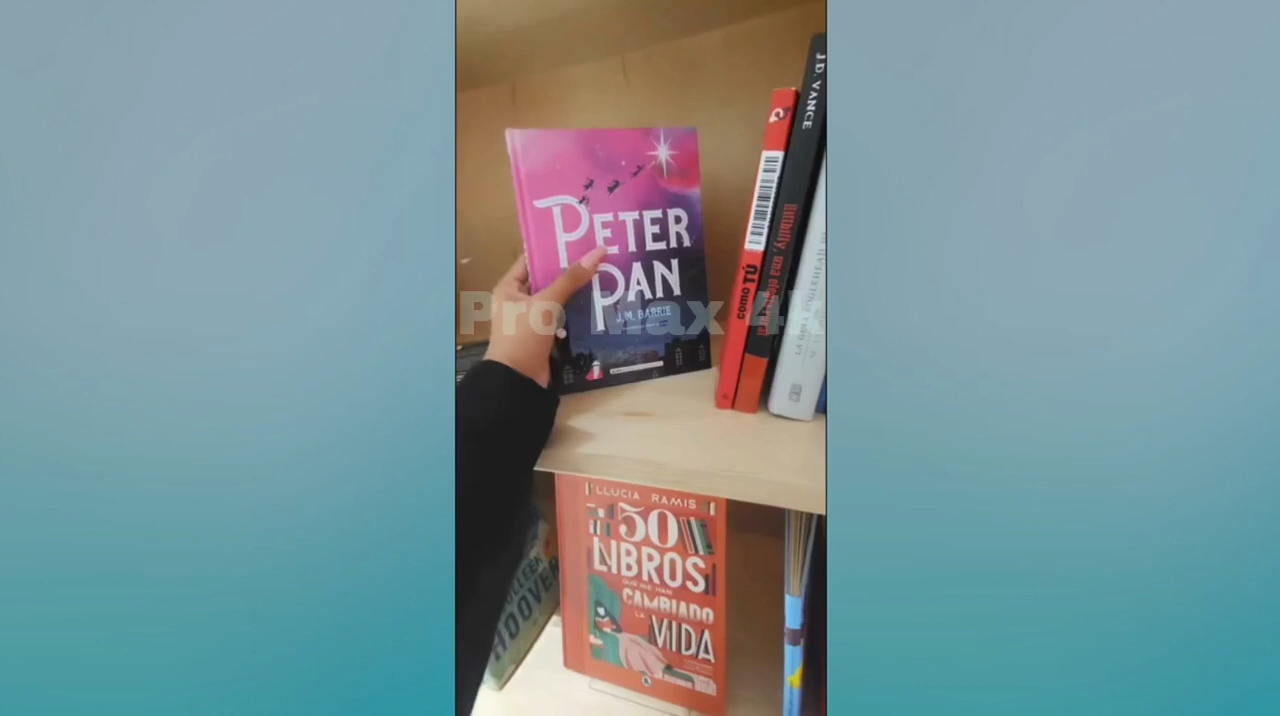 PETER
PAN
J.M. BARRIE
Pro Max 4K
como TÚ
J.D. VANCE
Hillbilly, una elegía rural
LLUCIA RAMIS
50
LIBROS
QUE ME HAN
CAMBIADO
LA
VIDA
COLLEEN
HOOVER